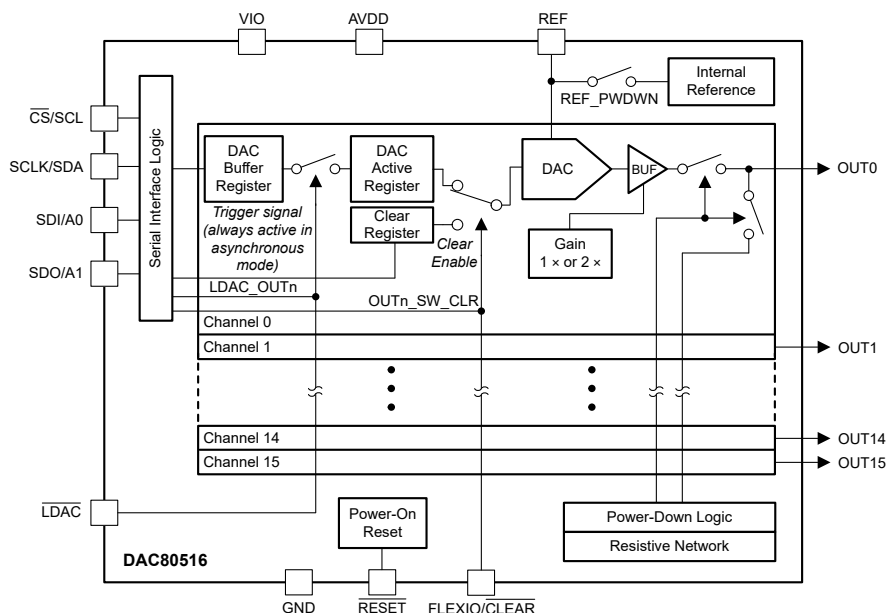 VIO
AVDD
REF
Internal
Reference
REF_PWDWN
CS/SCL
SCLK/SDA
SDI/A0
SDO/A1
Serial Interface Logic
DAC
Buffer
Register
DAC
Active
Register
DAC
BUF
OUT0
Trigger signal
(always active in
asynchronous
mode)
Clear
Register
Clear
Enable
Gain
1 × or 2 ×
LDAC_OUTn
OUTn_SW_CLR
Channel 0
Channel 1
OUT1
Channel 14
OUT14
Channel 15
OUT15
LDAC
Power-On
Reset
Power-Down Logic
Resistive Network
DAC80516
GND
RESET
FLEXIO/CLEAR